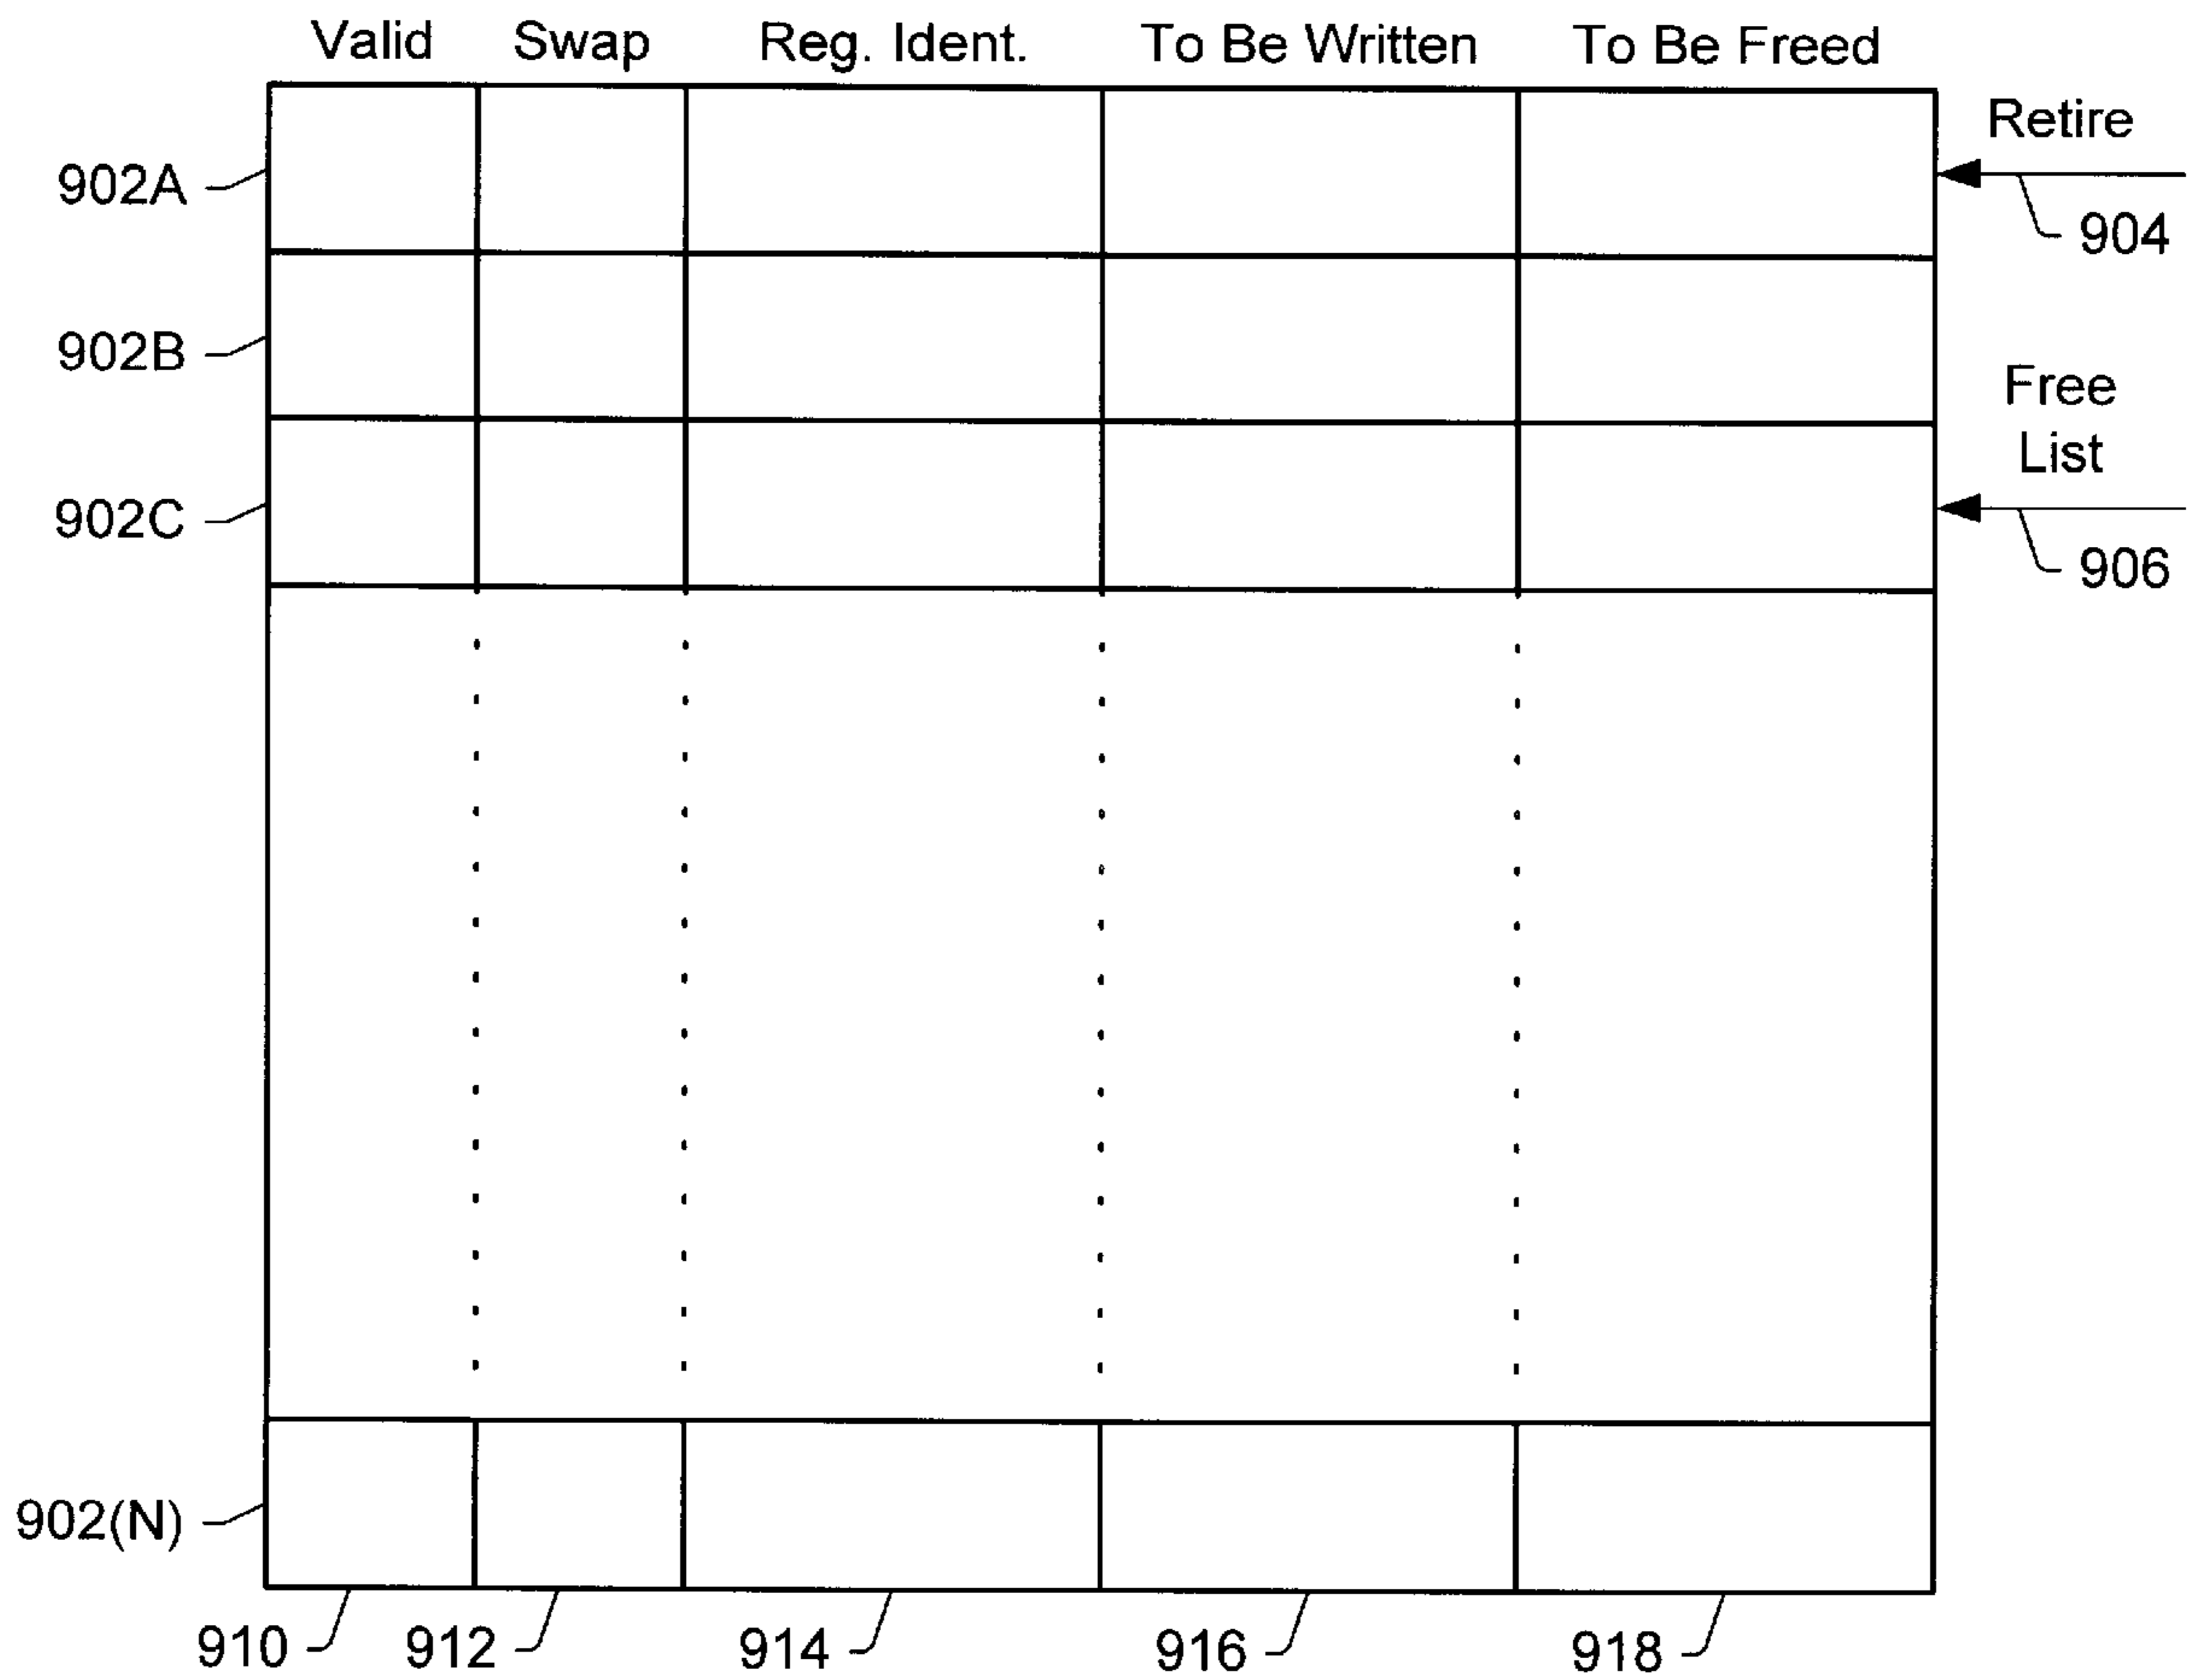 Valid Swap Reg. Ident. To Be Written To Be Freed
Retire
902A
904
902B
Free
List
902C
906
902(N)
910 912 914 916 918